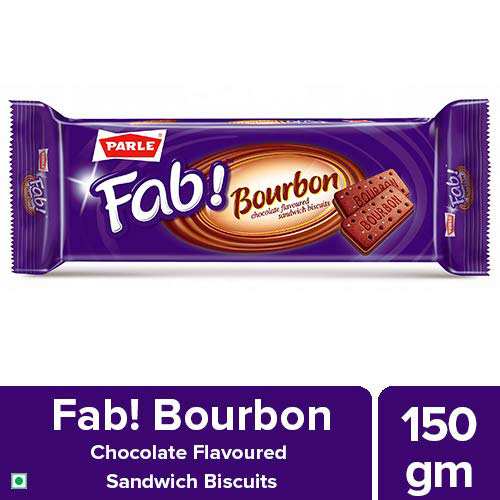 PARLE
Fab!
Bourbon
chocolate flavoured
sandwich biscuits
BOURBON
BOURBON
Fab!
Fab!
Fab! Bourbon
Chocolate Flavoured
Sandwich Biscuits
150
gm